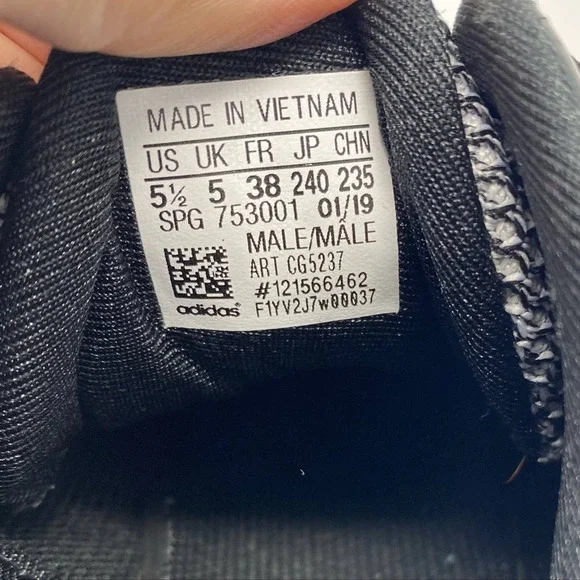 MADE IN VIETNAM
US UK FR JP CHN
5½ 5 38 240 235
SPG 753001 01/19
MALE/MÂLE
ART CG5237
#121566462
adidas® F1YV2J7W00037